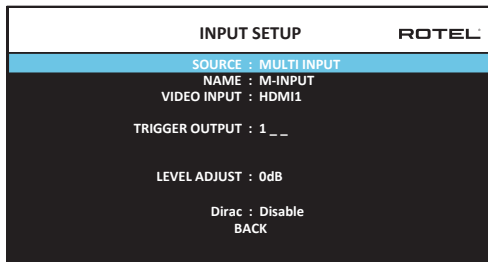 INPUT SETUP ROTEL
SOURCE : MULTI INPUT
NAME : M-INPUT
VIDEO INPUT : HDMI1
TRIGGER OUTPUT : 1 _ _
LEVEL ADJUST : 0dB
Dirac : Disable
BACK